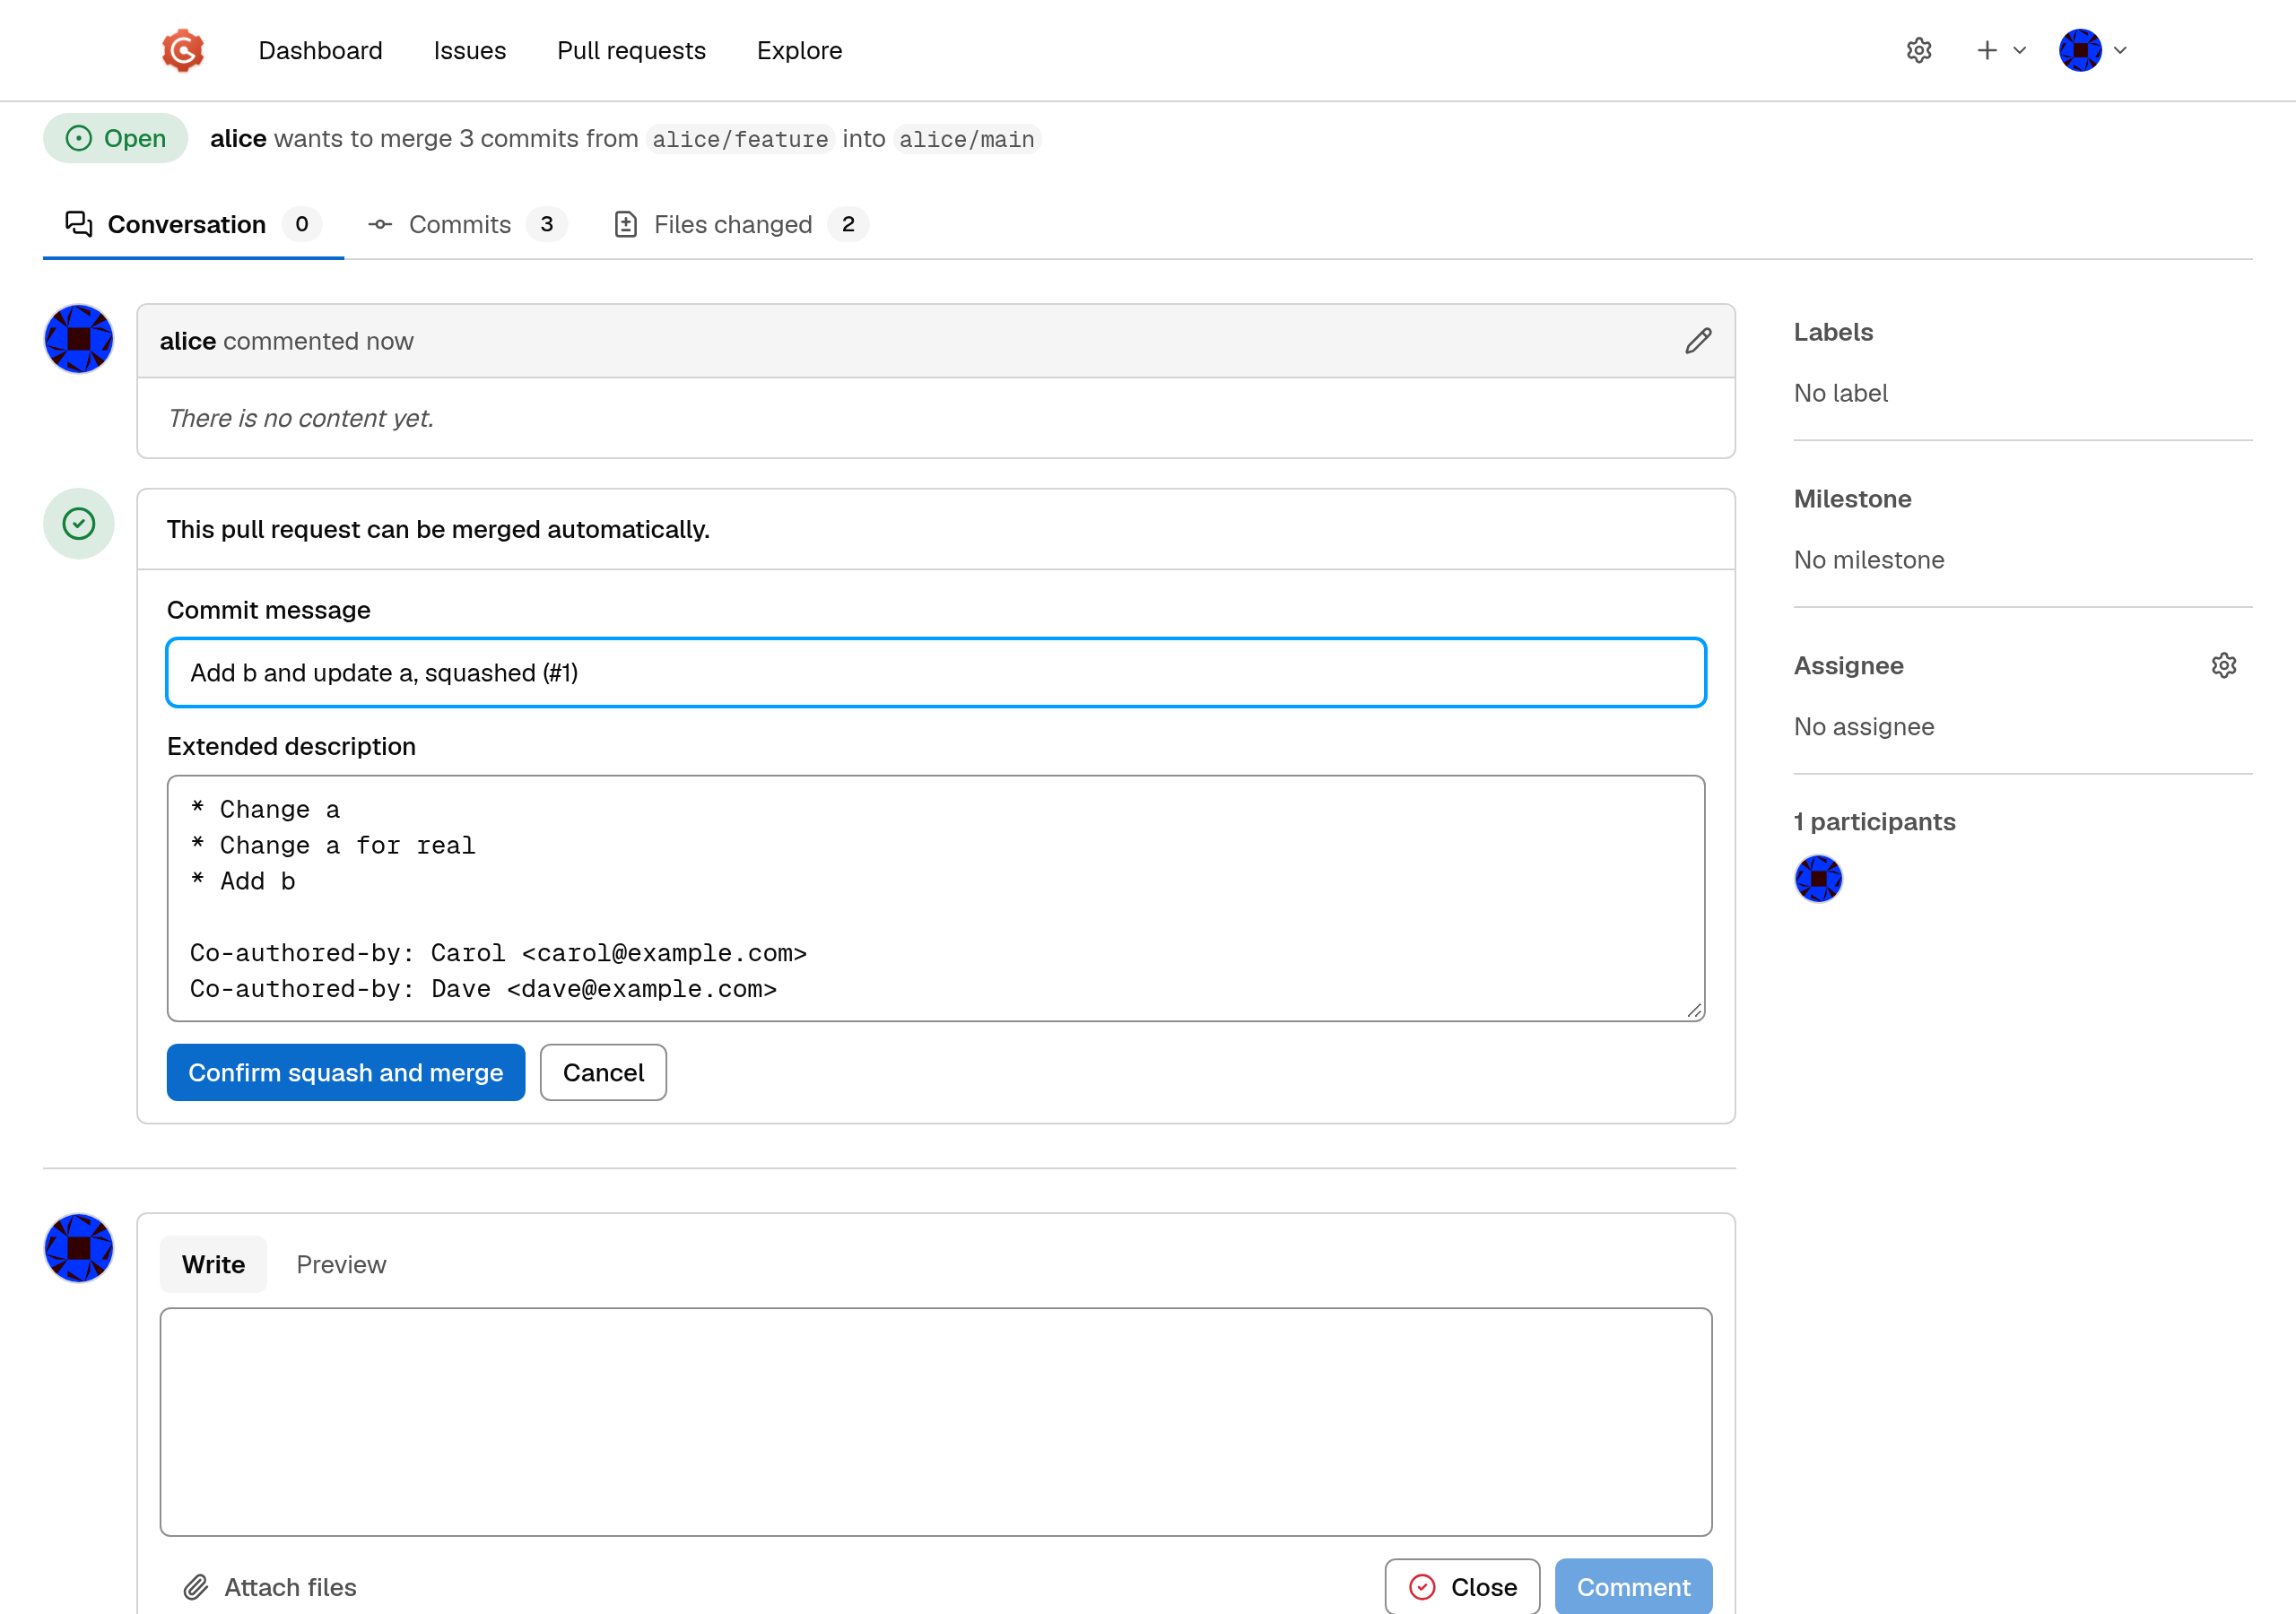 Dashboard Issues Pull requests Explore
Open alice wants to merge 3 commits from alice/feature into alice/main
Conversation 0 Commits 3 Files changed 2
alice commented now
There is no content yet.
This pull request can be merged automatically.
Commit message
Add b and update a, squashed (#1)
Extended description
* Change a
* Change a for real
* Add b
Co-authored-by: Carol <carol@example.com>
Co-authored-by: Dave <dave@example.com>
Confirm squash and merge Cancel
Labels
No label
Milestone
No milestone
Assignee
No assignee
1 participants
Write Preview
Attach files Close Comment